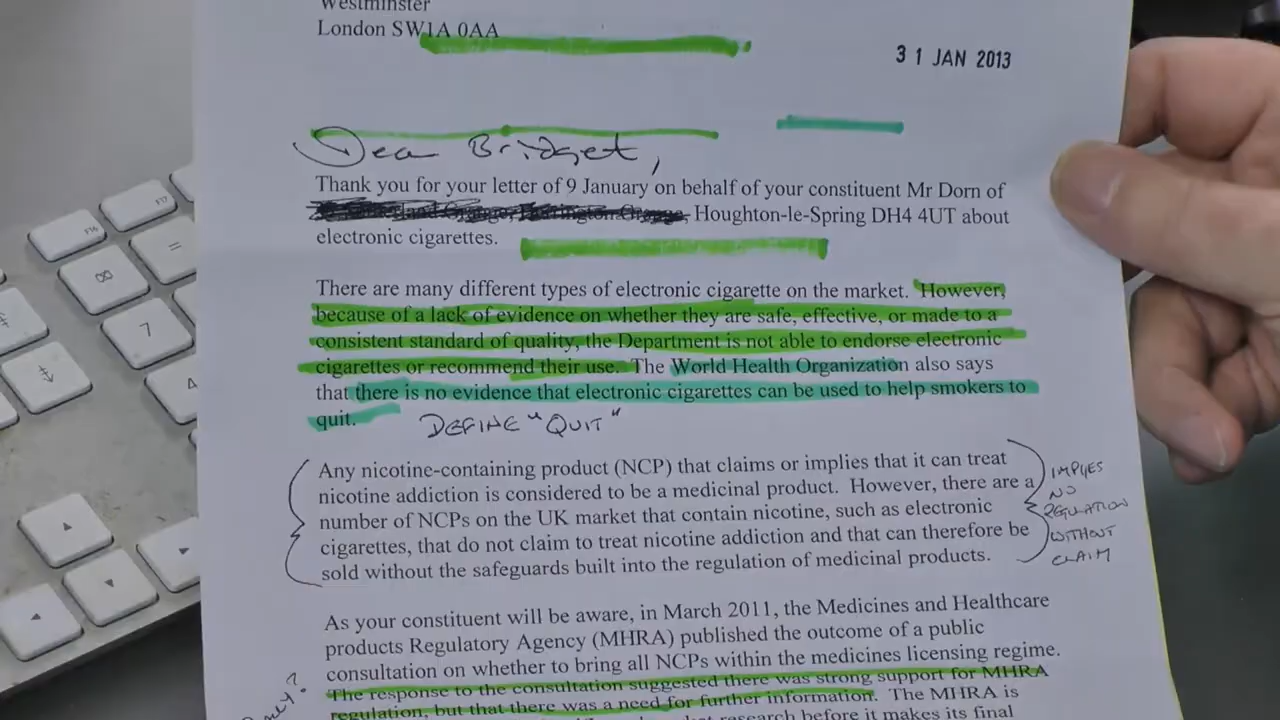 Westminster
London SW1A 0AA
31 JAN 2013
Dear Bridget,
Thank you for your letter of 9 January on behalf of your constituent Mr Dorn of
Houghton-le-Spring DH4 4UT about
electronic cigarettes.
There are many different types of electronic cigarette on the market. However,
because of a lack of evidence on whether they are safe, effective, or made to a
consistent standard of quality, the Department is not able to endorse electronic
cigarettes or recommend their use. The World Health Organization also says
that there is no evidence that electronic cigarettes can be used to help smokers to
quit.
DEFINE "QUIT"
Any nicotine-containing product (NCP) that claims or implies that it can treat
nicotine addiction is considered to be a medicinal product. However, there are a
number of NCPs on the UK market that contain nicotine, such as electronic
cigarettes, that do not claim to treat nicotine addiction and that can therefore be
sold without the safeguards built into the regulation of medicinal products.
IMPLIES
NO
REGULATION
WITHOUT
CLAIM
As your constituent will be aware, in March 2011, the Medicines and Healthcare
products Regulatory Agency (MHRA) published the outcome of a public
consultation on whether to bring all NCPs within the medicines licensing regime.
The response to the consultation suggested there was strong support for MHRA
regulation, but that there was a need for further information. The MHRA is
research before it makes its final
F17
F16
=
7
4